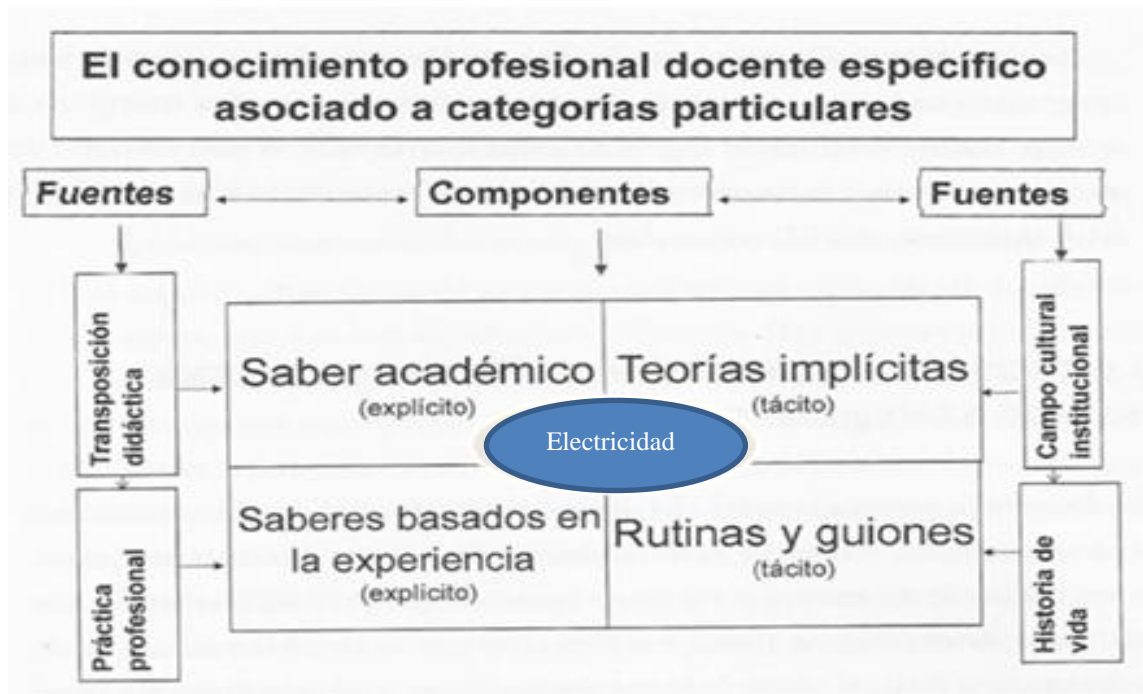 El conocimiento profesional docente específico
asociado a categorías particulares
Fuentes
Componentes
Fuentes
Transposición
didáctica
Práctica
profesional
Saber académico
(explícito)
Teorías implícitas
(tácito)
Electricidad
Saberes basados en
la experiencia
(explícito)
Rutinas y guiones
(tácito)
Campo cultural
institucional
Historia de
vida